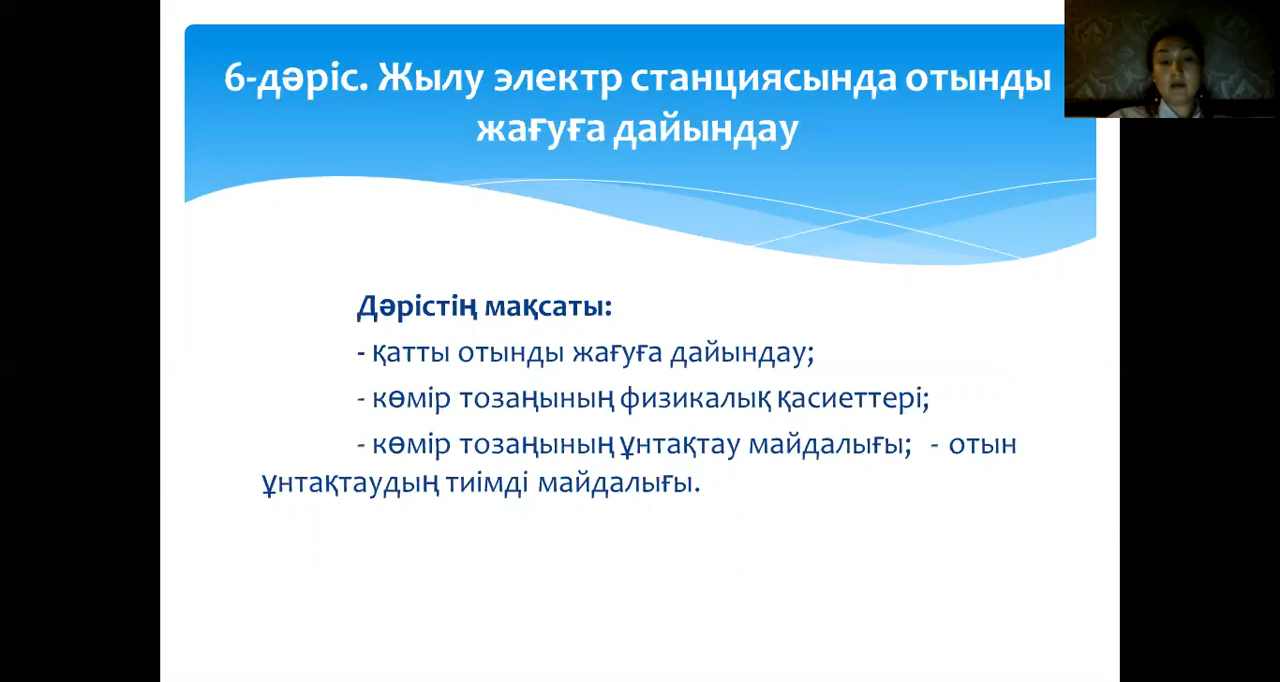 6-дәріс. Жылу электр станциясында отынды
жағуға дайындау
Дәрістің мақсаты:
- қатты отынды жағуға дайындау;
- көмір тозаңының физикалық қасиеттері;
- көмір тозаңының ұнтақтау майдалығы; - отын
ұнтақтаудың тиімді майдалығы.